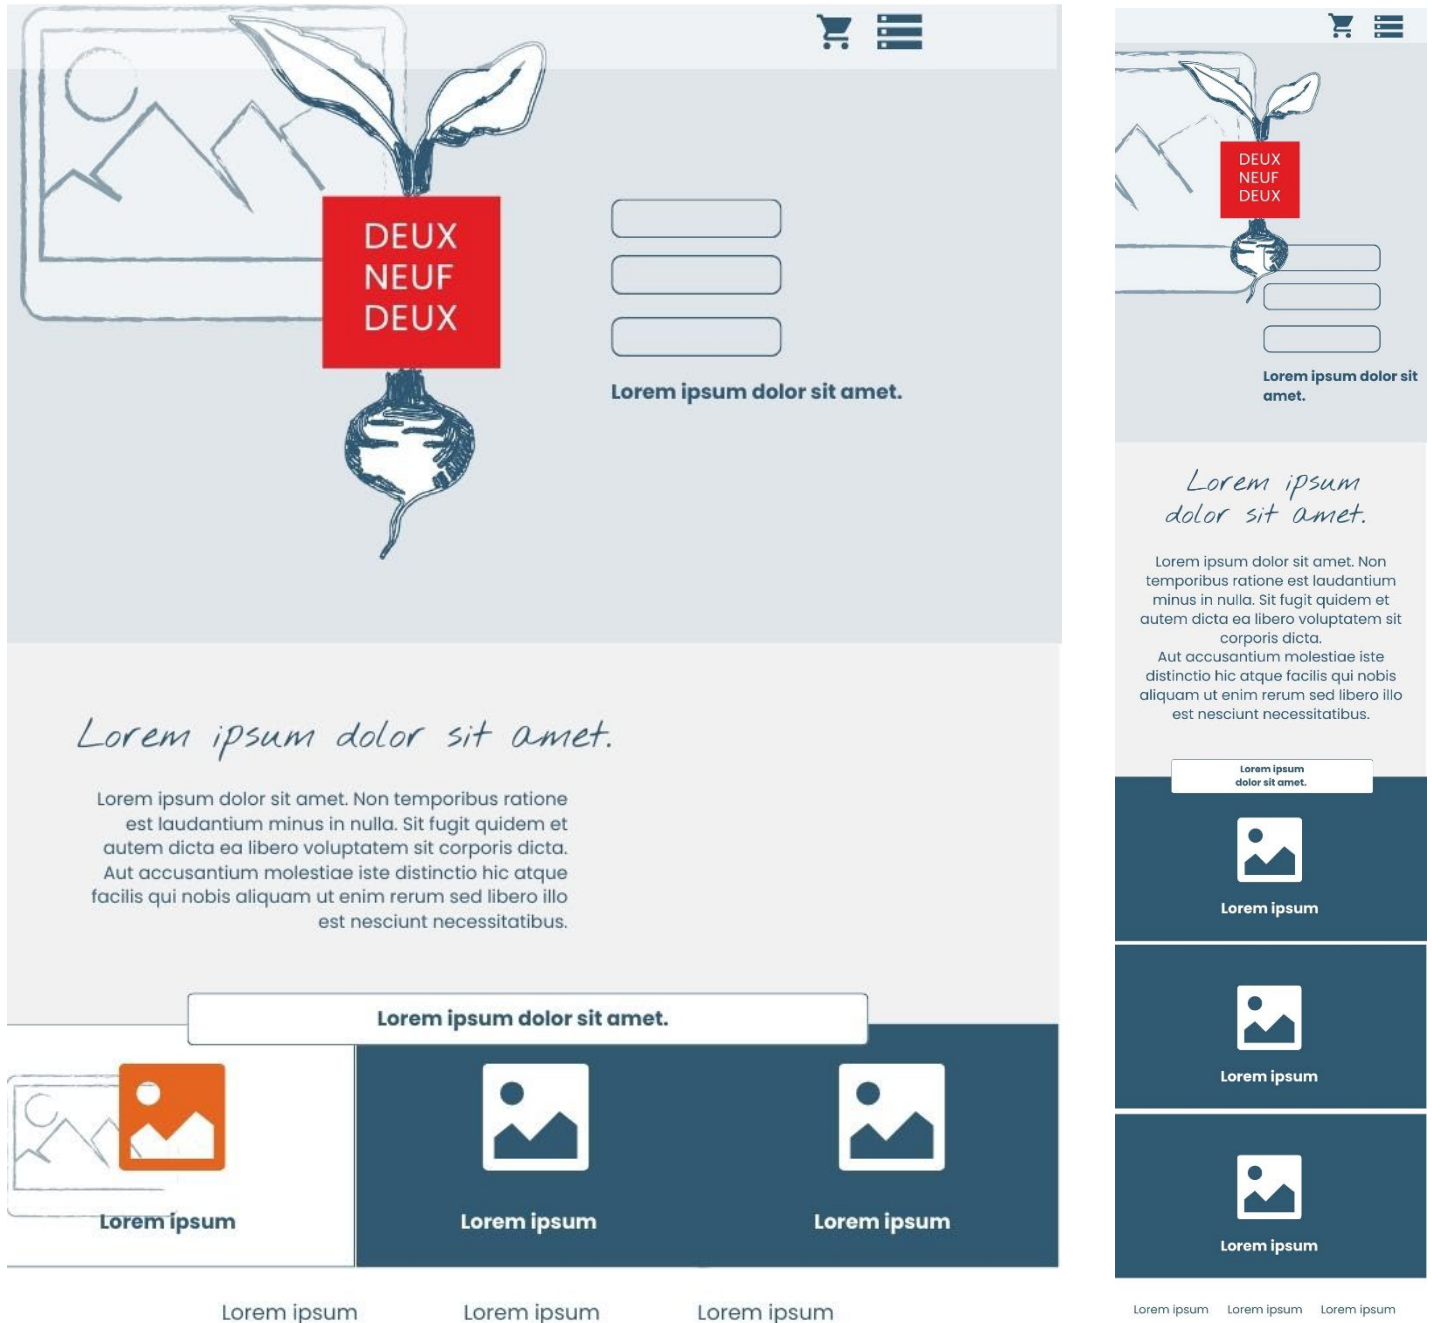 DEUX
NEUF
DEUX
Lorem ipsum dolor sit amet.
Lorem ipsum dolor sit amet.
Lorem ipsum dolor sit amet. Non temporibus ratione
est laudantium minus in nulla. Sit fugit quidem et
autem dicta ea libero voluptatem sit corporis dicta.
Aut accusantium molestiae iste distinctio hic atque
facilis qui nobis aliquam ut enim rerum sed libero illo
est nesciunt necessitatibus.
Lorem ipsum dolor sit amet.
Lorem ipsum
Lorem ipsum
Lorem ipsum
Lorem ipsum
Lorem ipsum
Lorem ipsum
DEUX
NEUF
DEUX
Lorem ipsum dolor sit
amet.
Lorem ipsum
dolor sit amet.
Lorem ipsum dolor sit amet. Non
temporibus ratione est laudantium
minus in nulla. Sit fugit quidem et
autem dicta ea libero voluptatem sit
corporis dicta.
Aut accusantium molestiae iste
distinctio hic atque facilis qui nobis
aliquam ut enim rerum sed libero illo
est nesciunt necessitatibus.
Lorem ipsum
dolor sit amet.
Lorem ipsum
Lorem ipsum
Lorem ipsum
Lorem ipsum
Lorem ipsum
Lorem ipsum